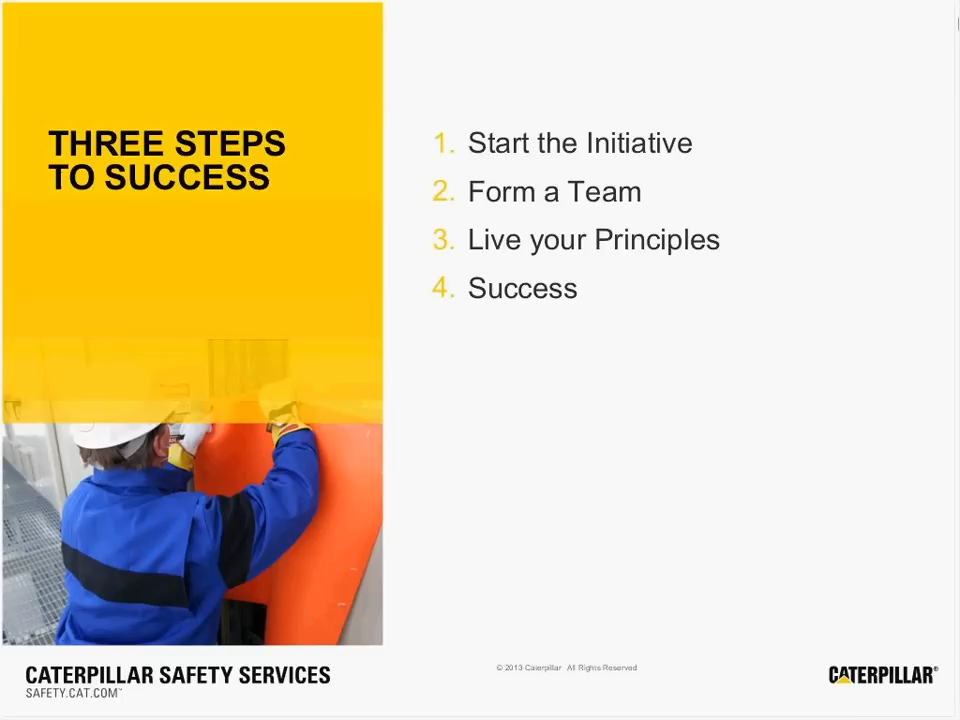 THREE STEPS
TO SUCCESS
1. Start the Initiative
2. Form a Team
3. Live your Principles
4. Success
CATERPILLAR SAFETY SERVICES
SAFETY.CAT.COM™
© 2013 Caterpillar All Rights Reserved
CATERPILLAR®